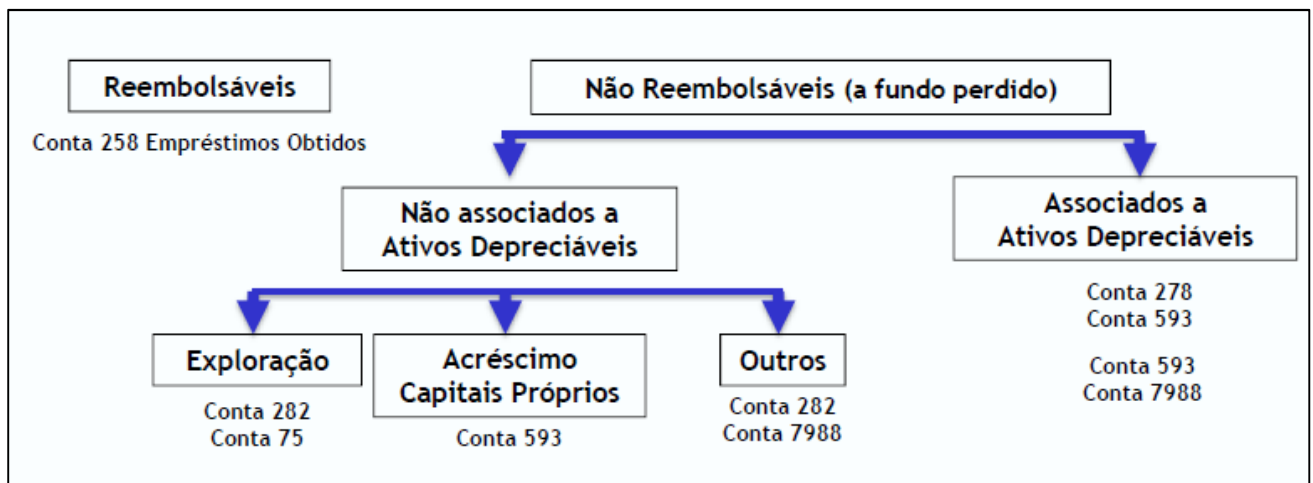 Reembolsáveis
Conta 258 Empréstimos Obtidos
Não Reembolsáveis (a fundo perdido)
Não associados a
Ativos Depreciáveis
Associados a
Ativos Depreciáveis
Conta 278
Conta 593
Conta 593
Conta 7988
Exploração
Conta 282
Conta 75
Acréscimo
Capitais Próprios
Conta 593
Outros
Conta 282
Conta 7988